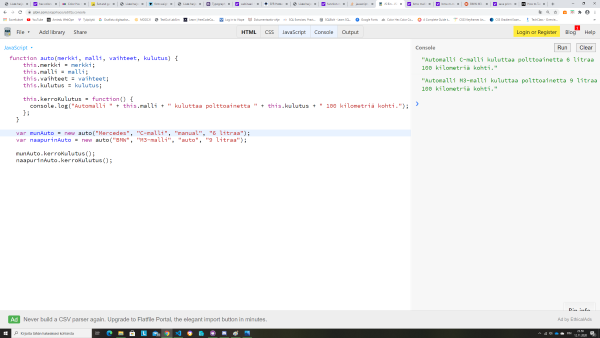 File
Add library
Share
HTML
CSS
JavaScript
Console
Output
Login or Register
Blog
Help
JavaScript
Console
Run
Clear
function auto(merkki, malli, vaihteet, kulutus) {
this.merkki = merkki;
this.malli = malli;
this.vaihteet = vaihteet;
this.kulutus = kulutus;
this.kerroKulutus = function() {
console.log("Automalli " + this.malli + " kuluttaa polttoainetta " + this.kulutus + " 100 kilometriä kohti.");
};
}
var munAuto = new auto("Mercedes", "C-malli", "manual", "6 litraa");
var naapurinAuto = new auto("BMW", "M3-malli", "auto", "9 litraa");
munAuto.kerroKulutus();
naapurinAuto.kerroKulutus();
"Automalli C-malli kuluttaa polttoainetta 6 litraa
100 kilometriä kohti."
"Automalli M3-malli kuluttaa polttoainetta 9 litraa
100 kilometriä kohti."
Bin info
Ad
Never build a CSV parser again. Upgrade to Flatfile Portal, the elegant import button in minutes.
Ad by EthicalAds
Kirjoita tähän hakeaksesi kohteita